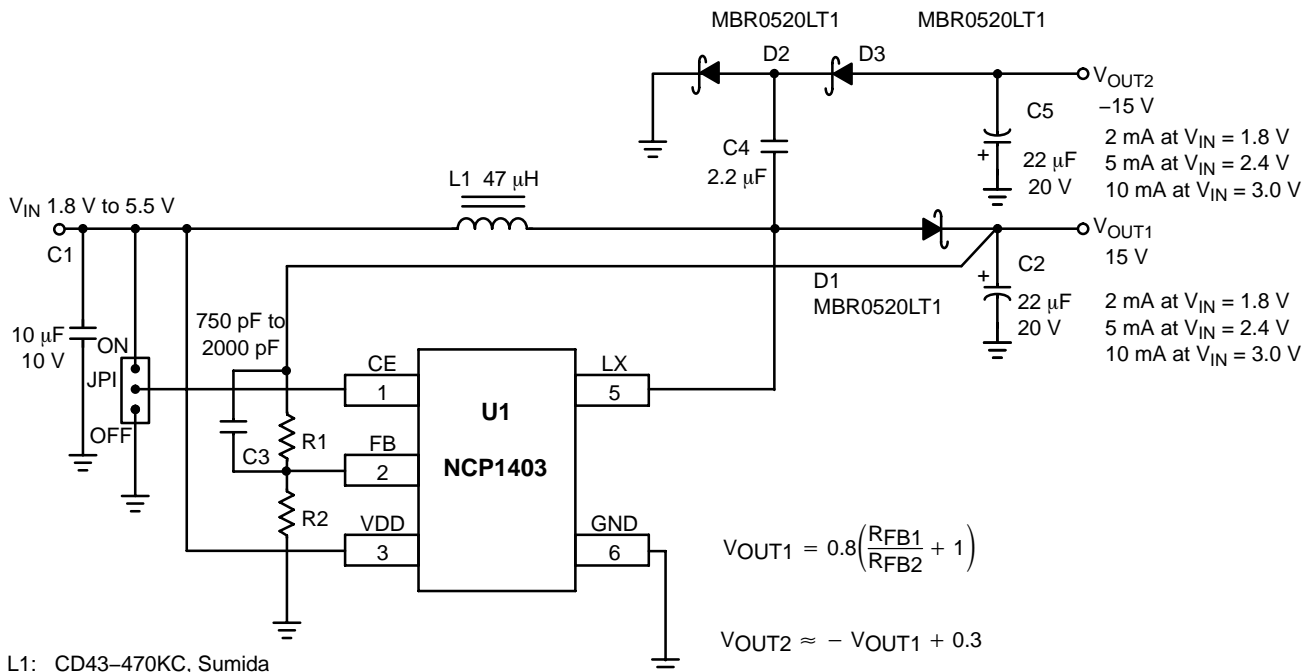 MBR0520LT1
MBR0520LT1
D2
D3
VOUT2
−15 V
2 mA at VIN = 1.8 V
5 mA at VIN = 2.4 V
10 mA at VIN = 3.0 V
C5
+
22 μF
20 V
C4
2.2 μF
L1 47 μH
VIN 1.8 V to 5.5 V
C1
10 μF
10 V
ON
JPI
OFF
750 pF to
2000 pF
C3
R1
R2
CE
1
FB
2
VDD
3
U1
NCP1403
LX
5
GND
6
D1
MBR0520LT1
VOUT1
15 V
C2
+
22 μF
20 V
2 mA at VIN = 1.8 V
5 mA at VIN = 2.4 V
10 mA at VIN = 3.0 V
VOUT1 = 0.8(RFB1/RFB2 + 1)
VOUT2 ≈ − VOUT1 + 0.3
L1: CD43−470KC, Sumida